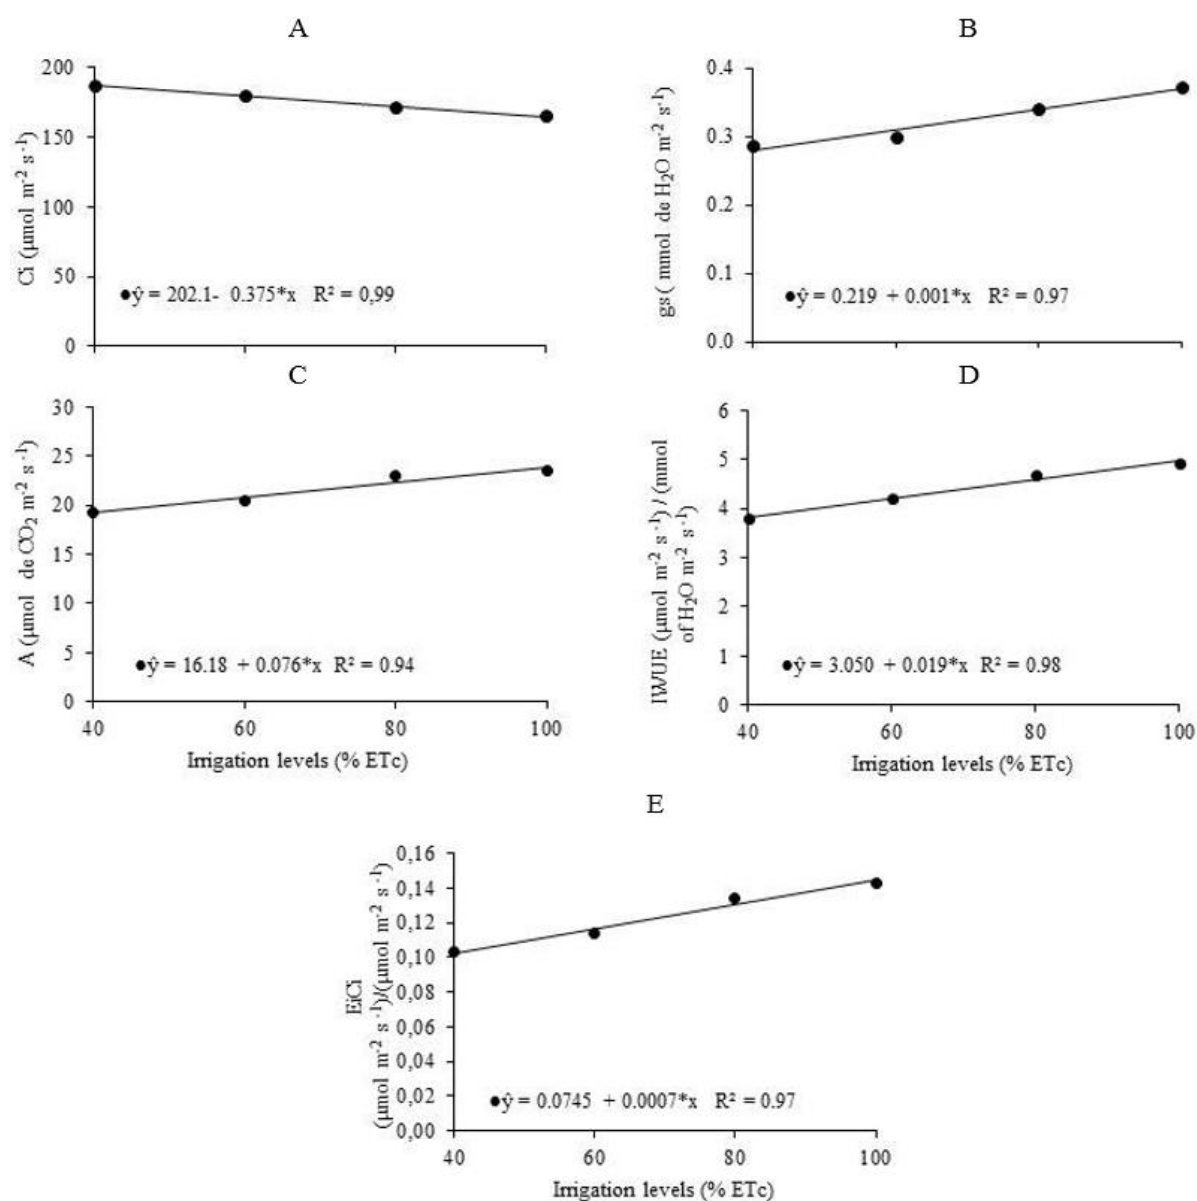 A
200
150
100
50
0
Ci (μmol m⁻² s⁻¹)
ŷ = 202.1- 0.375*x R² = 0,99
B
0.4
0.3
0.2
0.1
0.0
gs ( mmol de H₂O m⁻² s⁻¹)
ŷ = 0.219 + 0.001*x R² = 0.97
C
30
25
20
15
10
5
0
A (μmol de CO₂ m⁻² s⁻¹)
ŷ = 16.18 + 0.076*x R² = 0.94
40 60 80 100
Irrigation levels (% ETc)
D
6
5
4
3
2
1
0
IWUE (μmol m⁻² s⁻¹) / (mmol
of H₂O m⁻² s⁻¹)
ŷ = 3.050 + 0.019*x R² = 0.98
40 60 80 100
Irrigation levels (% ETc)
E
0,16
0,14
0,12
0,10
0,08
0,06
0,04
0,02
0,00
EiCi
(μmol m⁻² s⁻¹)/(μmol m⁻² s⁻¹)
ŷ = 0.0745 + 0.0007*x R² = 0.97
40 60 80 100
Irrigation levels (% ETc)